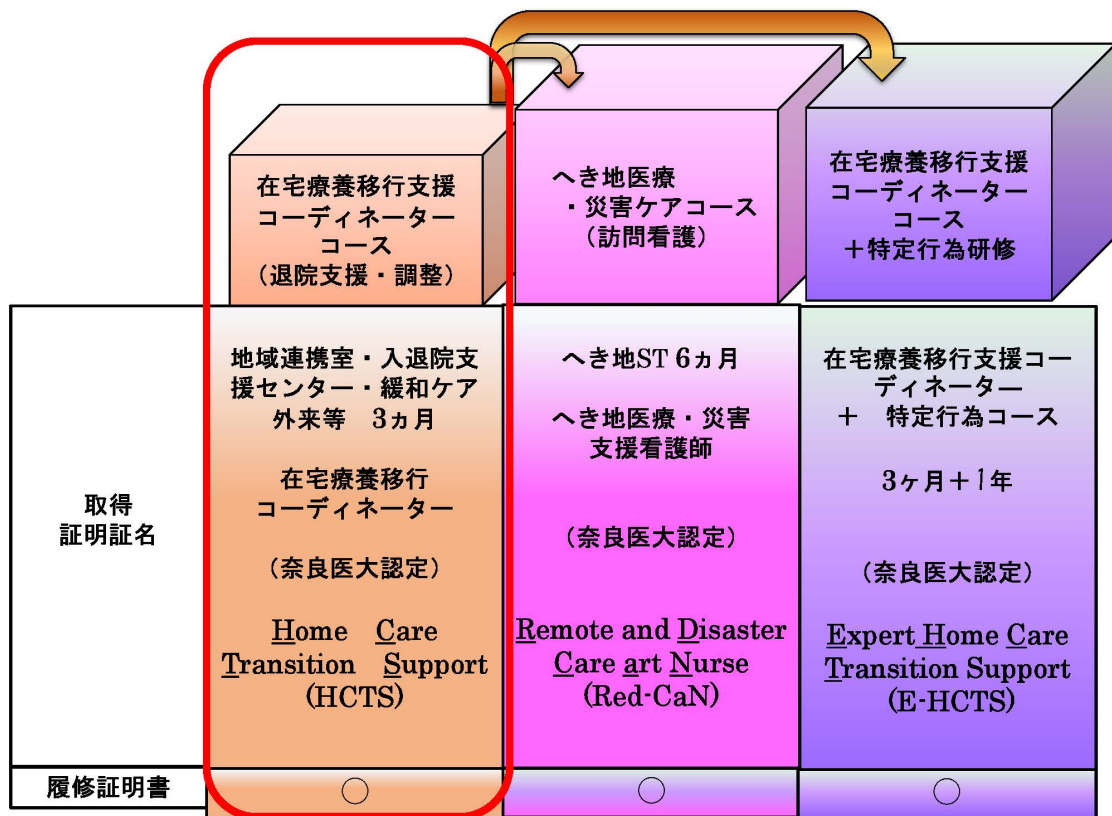 在宅療養移行支援
コーディネーター
コース
（退院支援・調整）
へき地医療
・災害ケアコース
（訪問看護）
在宅療養移行支援
コーディネーター
コース
＋特定行為研修
取得
証明証名
地域連携室・入退院支
援センター・緩和ケア
外来等　3ヵ月
在宅療養移行
コーディネーター
（奈良医大認定）
Home Care
Transition Support
(HCTS)
へき地ST 6ヵ月
へき地医療・災害
支援看護師
（奈良医大認定）
Remote and Disaster
Care art Nurse
(Red-CaN)
在宅療養移行支援コー
ディネーター
＋　特定行為コース
3ヶ月＋1年
（奈良医大認定）
Expert Home Care
Transition Support
(E-HCTS)
履修証明書
○
○
○